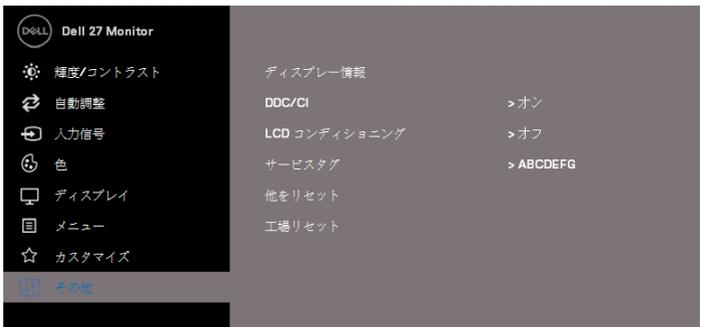 DELL Dell 27 Monitor
輝度/コントラスト
自動調整
入力信号
色
ディスプレイ
メニュー
カスタマイズ
その他
ディスプレー情報
DDC/CI > オン
LCD コンディショニング > オフ
サービスタグ > ABCDEFG
他をリセット
工場リセット